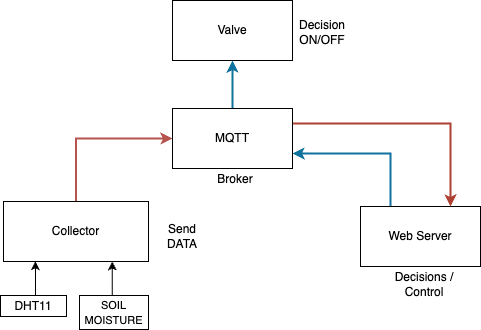 Valve
Decision
ON/OFF
MQTT
Broker
Collector
Send
DATA
Web Server
Decisions /
Control
DHT11
SOIL
MOISTURE